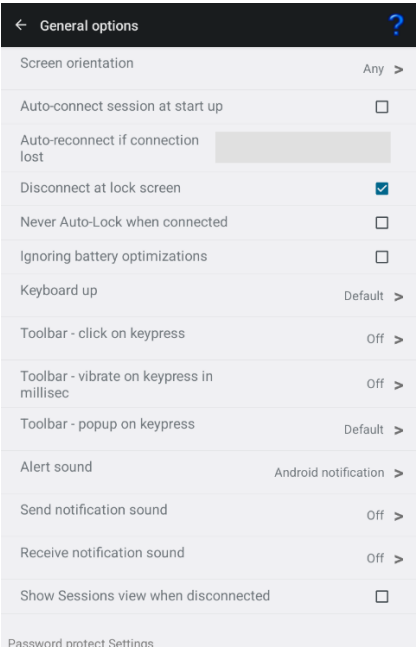 ← General options ?
Screen orientation
Any >
Auto-connect session at start up
Auto-reconnect if connection
lost
Disconnect at lock screen
Never Auto-Lock when connected
Ignoring battery optimizations
Keyboard up
Default >
Toolbar - click on keypress
Off >
Toolbar - vibrate on keypress in
millisec
Off >
Toolbar - popup on keypress
Default >
Alert sound
Android notification >
Send notification sound
Off >
Receive notification sound
Off >
Show Sessions view when disconnected
Password protect Settings